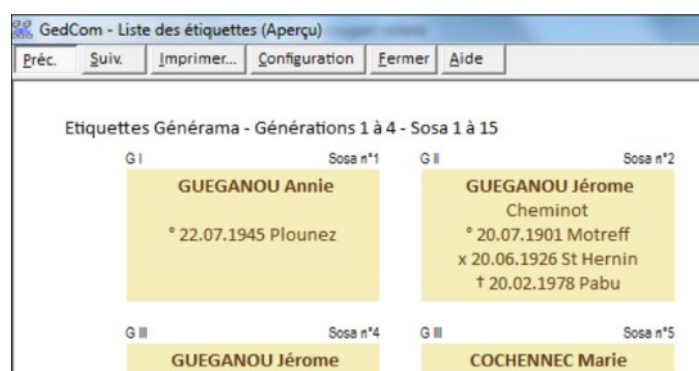 GedCom - Liste des étiquettes (Aperçu)
Préc. Suiv. Imprimer... Configuration Fermer Aide
Etiquettes Générama - Générations 1 à 4 - Sosa 1 à 15
G I Sosa n°1 G II Sosa n°2
GUEGANOU Annie GUEGANOU Jérome
Cheminot
° 22.07.1945 Plounez ° 20.07.1901 Motreff
x 20.06.1926 St Hernin
† 20.02.1978 Pabu
G III Sosa n°4 G III Sosa n°5
GUEGANOU Jérome COCHENNEC Marie